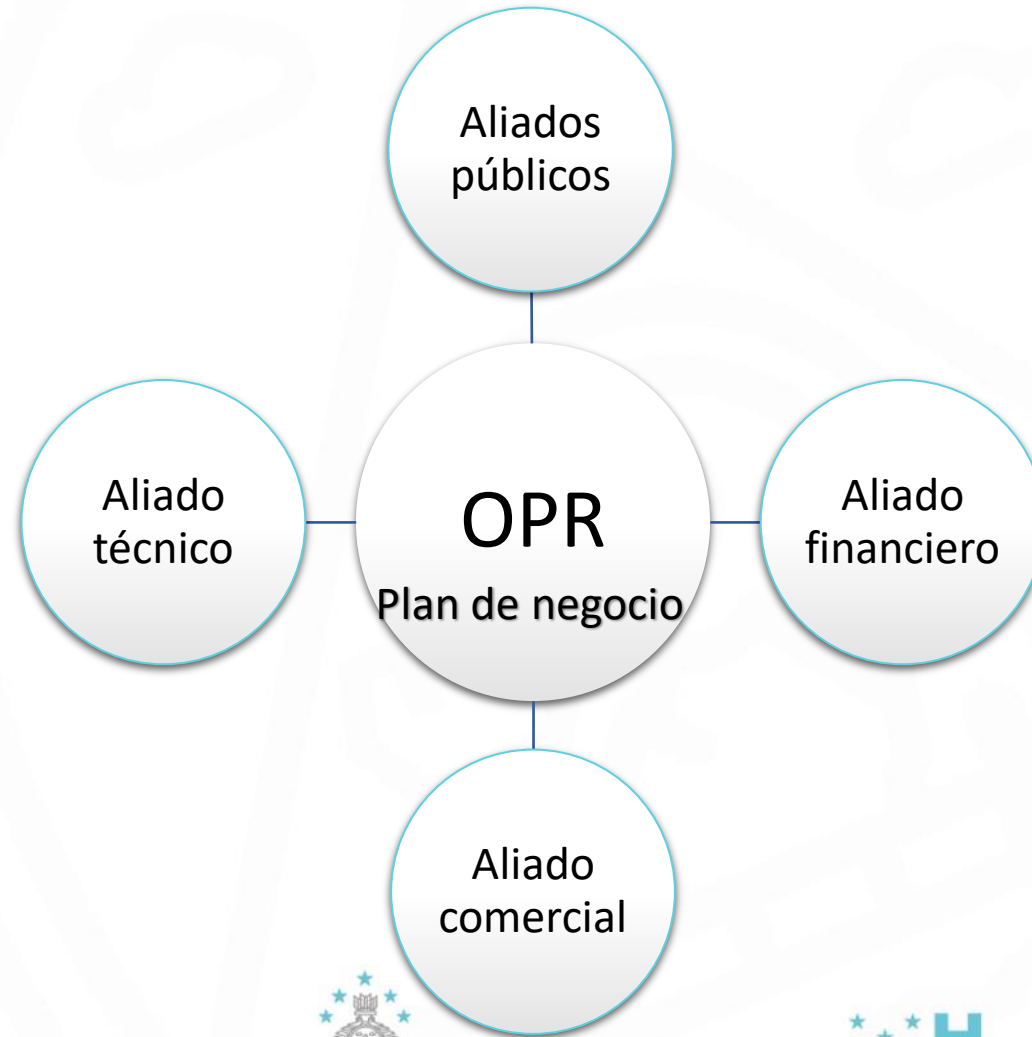 Aliados
públicos
Aliado
técnico
OPR
Plan de negocio
Aliado
financiero
Aliado
comercial
H